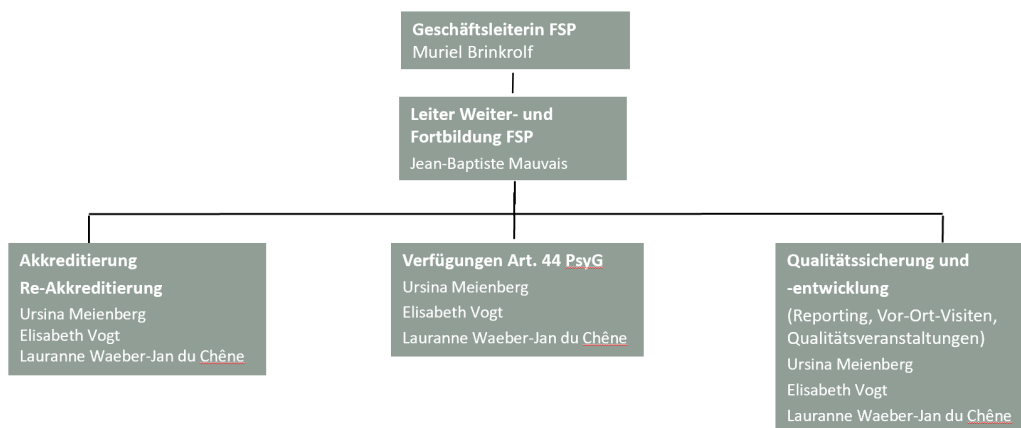 Geschäftsleiterin FSP
Muriel Brinkrolf
Leiter Weiter- und
Fortbildung FSP
Jean-Baptiste Mauvais
Akkreditierung
Re-Akkreditierung
Ursina Meienberg
Elisabeth Vogt
Lauranne Waeber-Jan du Chêne
Verfügungen Art. 44 PsyG
Ursina Meienberg
Elisabeth Vogt
Lauranne Waeber-Jan du Chêne
Qualitätssicherung und
-entwicklung
(Reporting, Vor-Ort-Visiten,
Qualitätsveranstaltungen)
Ursina Meienberg
Elisabeth Vogt
Lauranne Waeber-Jan du Chêne